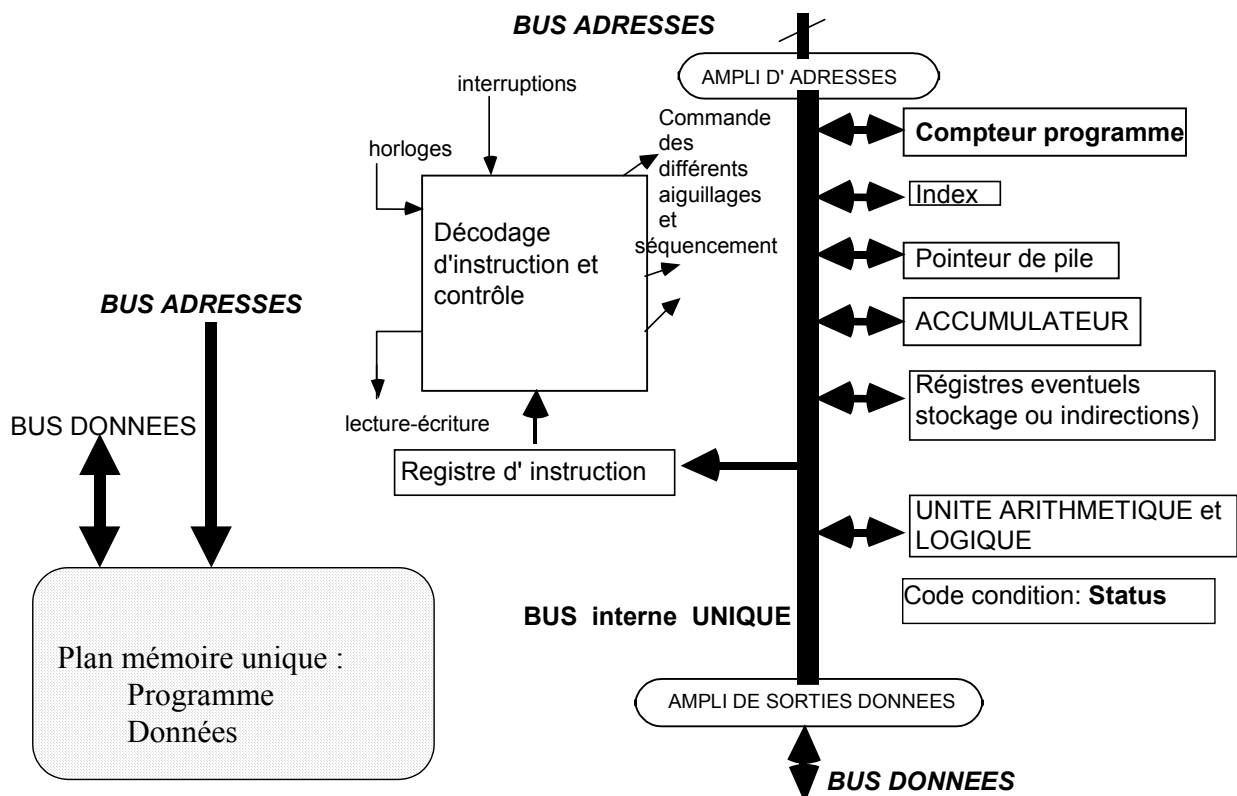 BUS ADRESSES
AMPLI D' ADRESSES
interruptions
horloges
Commande
des
différents
aiguillages
et
séquencement
Décodage
d'instruction et
contrôle
lecture-écriture
Registre d' instruction
Compteur programme
Index
Pointeur de pile
ACCUMULATEUR
Régistres eventuels
stockage ou indirections)
UNITE ARITHMETIQUE et
LOGIQUE
Code condition: Status
BUS interne UNIQUE
AMPLI DE SORTIES DONNEES
BUS DONNEES
BUS ADRESSES
BUS DONNEES
Plan mémoire unique :
Programme
Données